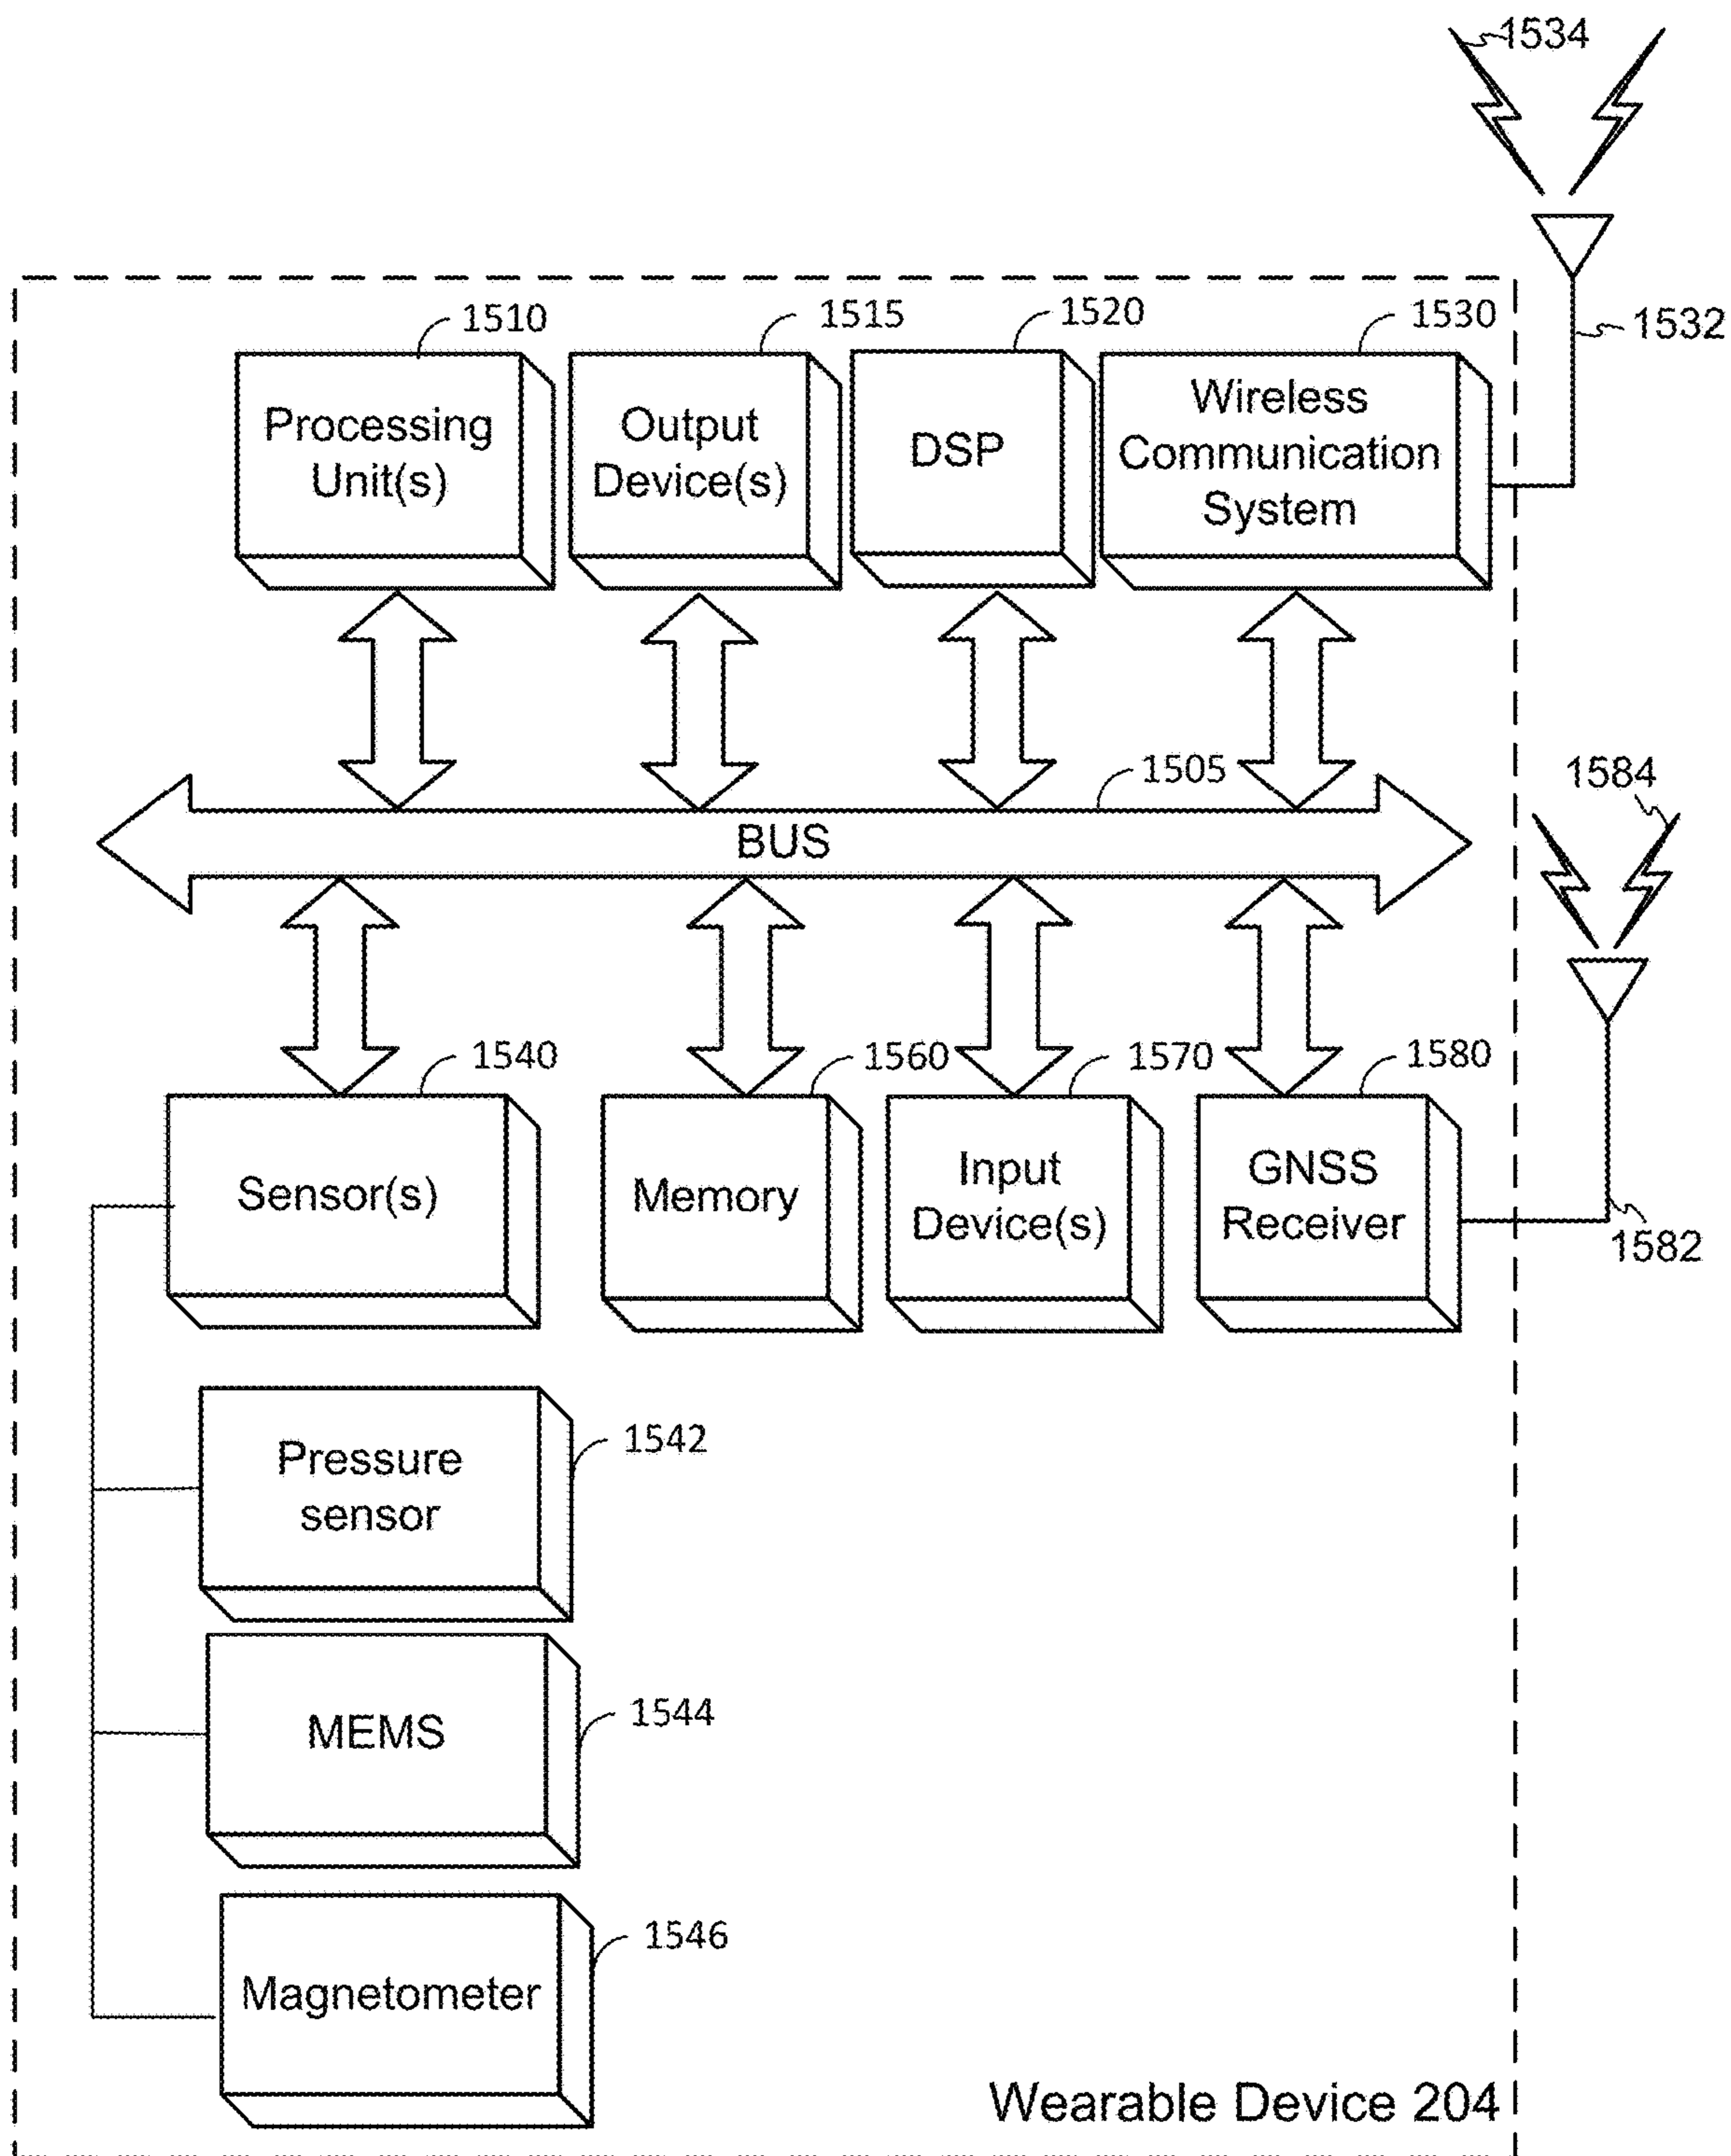 1534
1532
1510
1515
1520
1530
Processing
Unit(s)
Output
Device(s)
DSP
Wireless
Communication
System
1505
BUS
1584
1540
1560
1570
1580
Sensor(s)
Memory
Input
Device(s)
GNSS
Receiver
1582
Pressure
sensor
1542
MEMS
1544
Magnetometer
1546
Wearable Device 204